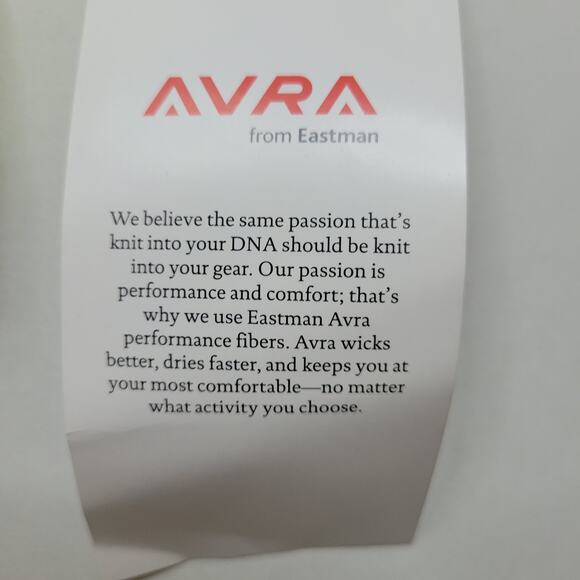 AVRA
from Eastman
We believe the same passion that's
knit into your DNA should be knit
into your gear. Our passion is
performance and comfort; that's
why we use Eastman Avra
performance fibers. Avra wicks
better, dries faster, and keeps you at
your most comfortable—no matter
what activity you choose.